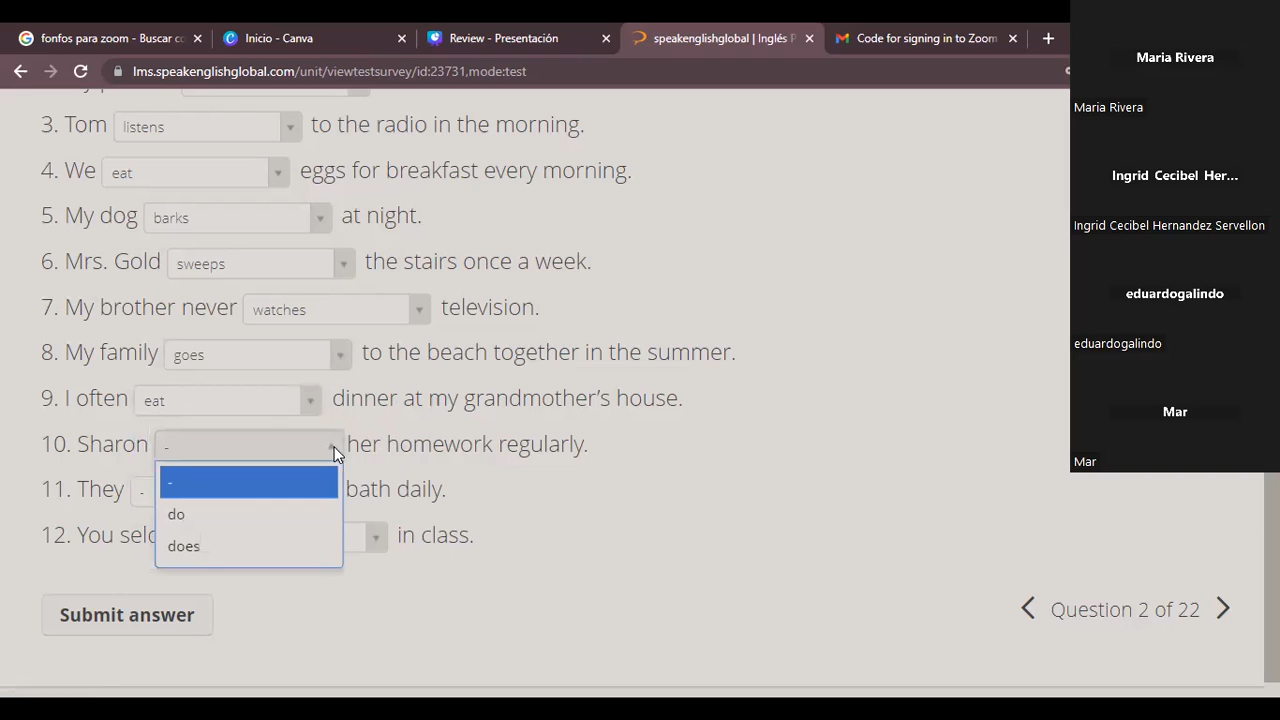 fonfos para zoom - Buscar co
Inicio - Canva
Review - Presentación
speakenglishglobal | Inglés P
Code for signing in to Zoom
lms.speakenglishglobal.com/unit/viewtestsurvey/id:23731,mode:test
3. Tom listens to the radio in the morning.
4. We eat eggs for breakfast every morning.
5. My dog barks at night.
6. Mrs. Gold sweeps the stairs once a week.
7. My brother never watches television.
8. My family goes to the beach together in the summer.
9. I often eat dinner at my grandmother's house.
10. Sharon - her homework regularly.
-
do
does
11. They - bath daily.
12. You selc in class.
Submit answer
Question 2 of 22
Maria Rivera
Maria Rivera
Ingrid Cecibel Her...
Ingrid Cecibel Hernandez Servellon
eduardogalindo
eduardogalindo
Mar
Mar